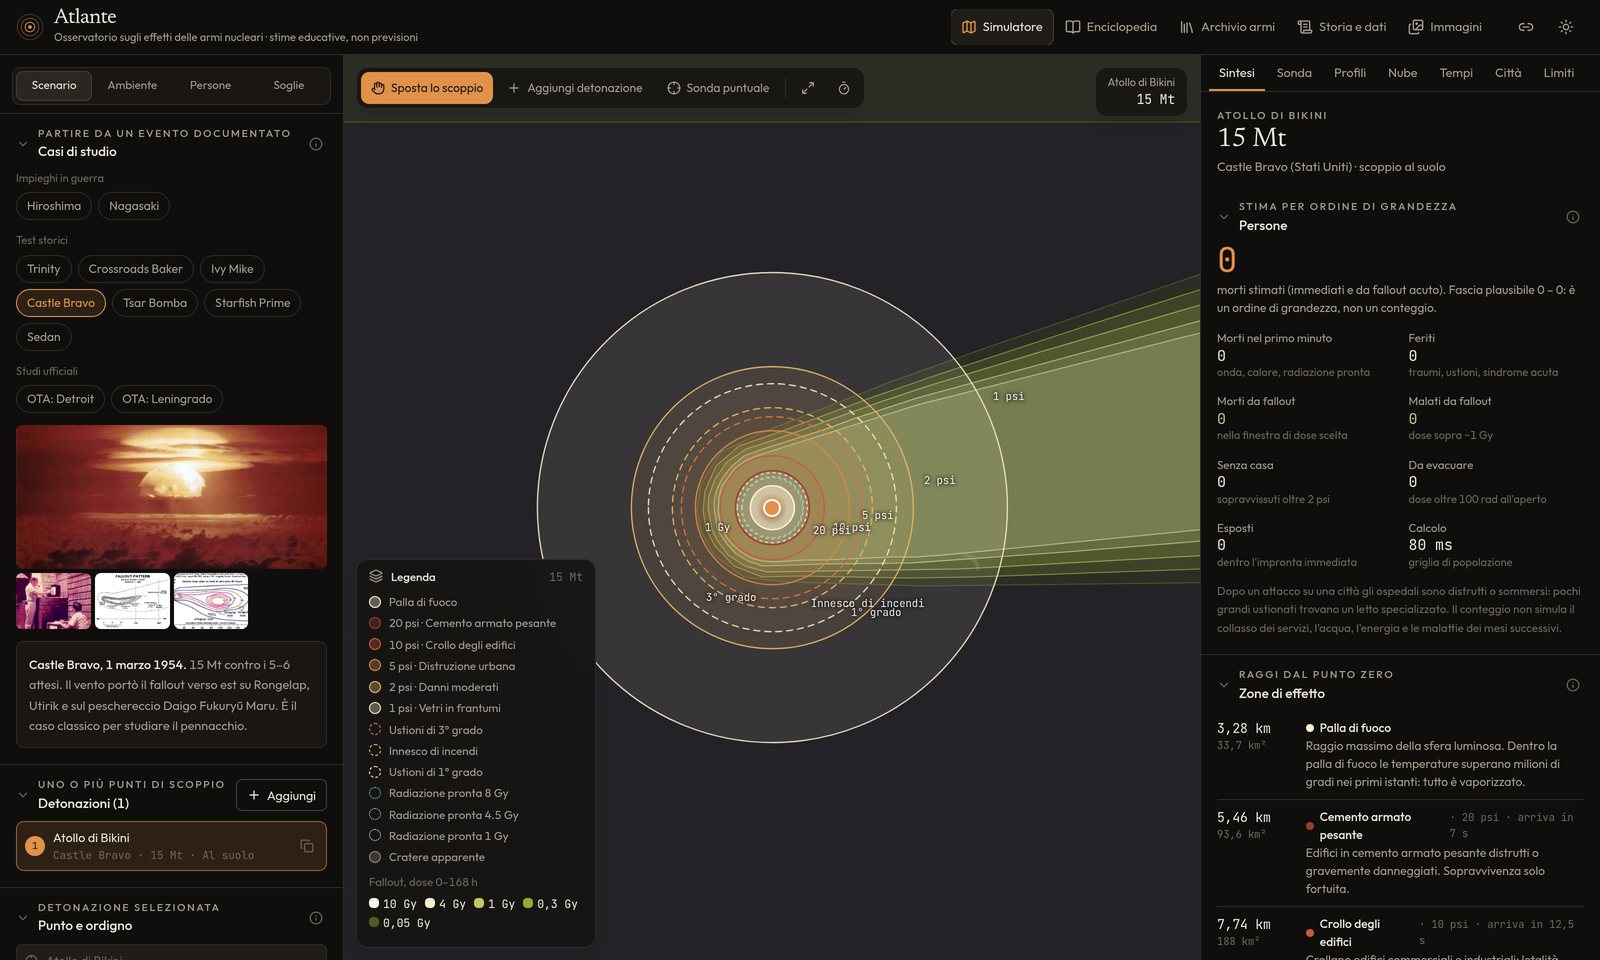 Atlante
Osservatorio sugli effetti delle armi nucleari · stime educative, non previsioni
Simulatore
Enciclopedia
Archivio armi
Storia e dati
Immagini
Scenario
Ambiente
Persone
Soglie
PARTIRE DA UN EVENTO DOCUMENTATO
Casi di studio
Impieghi in guerra
Hiroshima
Nagasaki
Test storici
Trinity
Crossroads Baker
Ivy Mike
Castle Bravo
Tsar Bomba
Starfish Prime
Sedan
Studi ufficiali
OTA: Detroit
OTA: Leningrado
FALLOUT PATTERN
Castle Bravo, 1 marzo 1954. 15 Mt contro i 5–6
attesi. Il vento portò il fallout verso est su Rongelap,
Utirik e sul peschereccio Daigo Fukuryū Maru. È il
caso classico per studiare il pennacchio.
UNO O PIÙ PUNTI DI SCOPPIO
Detonazioni (1)
Aggiungi
1
Atollo di Bikini
Castle Bravo · 15 Mt · Al suolo
DETONAZIONE SELEZIONATA
Punto e ordigno
Atollo di Bikini
Sposta lo scoppio
Aggiungi detonazione
Sonda puntuale
Atollo di Bikini
15 Mt
1 psi
2 psi
5 psi
10 psi
20 psi
1 Gy
3° grado
Innesco di incendi
1° grado
Legenda
15 Mt
Palla di fuoco
20 psi · Cemento armato pesante
10 psi · Crollo degli edifici
5 psi · Distruzione urbana
2 psi · Danni moderati
1 psi · Vetri in frantumi
Ustioni di 3° grado
Innesco di incendi
Ustioni di 1° grado
Radiazione pronta 8 Gy
Radiazione pronta 4.5 Gy
Radiazione pronta 1 Gy
Cratere apparente
Fallout, dose 0–168 h
10 Gy
4 Gy
1 Gy
0,3 Gy
0,05 Gy
Sintesi
Sonda
Profili
Nube
Tempi
Città
Limiti
ATOLLO DI BIKINI
15 Mt
Castle Bravo (Stati Uniti) · scoppio al suolo
STIMA PER ORDINE DI GRANDEZZA
Persone
0
morti stimati (immediati e da fallout acuto). Fascia plausibile 0 – 0: è
un ordine di grandezza, non un conteggio.
Morti nel primo minuto
0
onda, calore, radiazione pronta
Feriti
0
traumi, ustioni, sindrome acuta
Morti da fallout
0
nella finestra di dose scelta
Malati da fallout
0
dose sopra ~1 Gy
Senza casa
0
sopravvissuti oltre 2 psi
Da evacuare
0
dose oltre 100 rad all'aperto
Esposti
0
dentro l'impronta immediata
Calcolo
80 ms
griglia di popolazione
Dopo un attacco su una città gli ospedali sono distrutti o sommersi: pochi
grandi ustionati trovano un letto specializzato. Il conteggio non simula il
collasso dei servizi, l'acqua, l'energia e le malattie dei mesi successivi.
RAGGI DAL PUNTO ZERO
Zone di effetto
3,28 km
33,7 km²
Palla di fuoco
Raggio massimo della sfera luminosa. Dentro la
palla di fuoco le temperature superano milioni di
gradi nei primi istanti: tutto è vaporizzato.
5,46 km
93,6 km²
Cemento armato
pesante
· 20 psi · arriva in
7 s
Edifici in cemento armato pesante distrutti o
gravemente danneggiati. Sopravvivenza solo
fortuita.
7,74 km
188 km²
Crollo degli
edifici
· 10 psi · arriva in 12,5
s
Crollano edifici commerciali e industriali: letalità